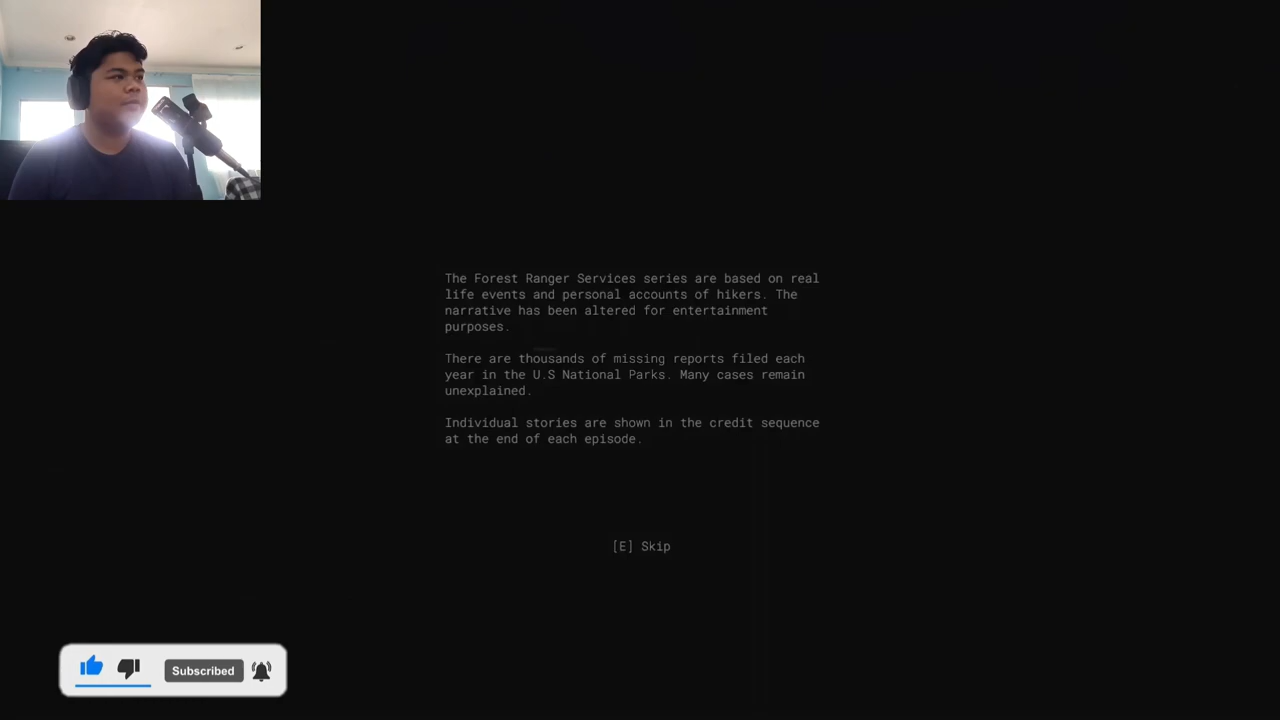 The Forest Ranger Services series are based on real
life events and personal accounts of hikers. The
narrative has been altered for entertainment
purposes.
There are thousands of missing reports filed each
year in the U.S National Parks. Many cases remain
unexplained.
Individual stories are shown in the credit sequence
at the end of each episode.
[E] Skip
Subscribed